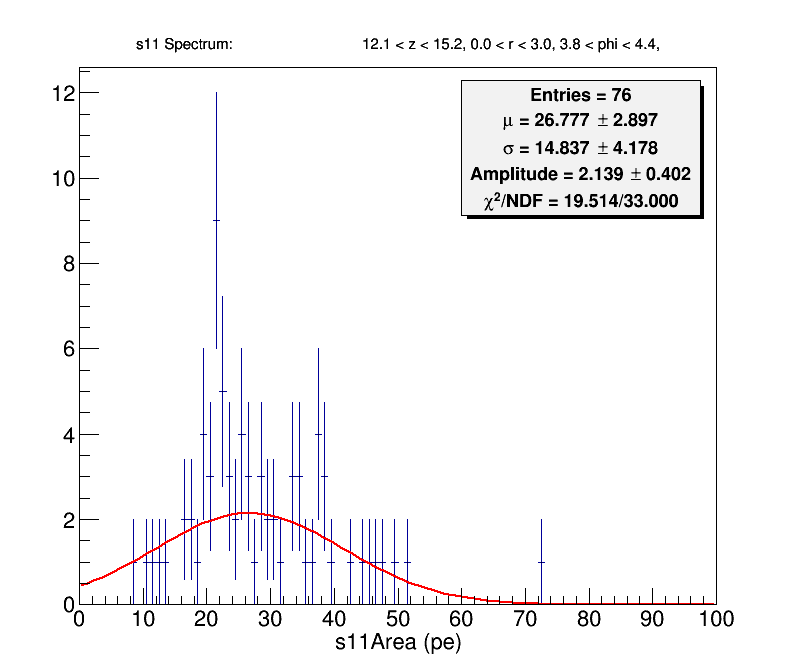 s11 Spectrum: 12.1 < z < 15.2, 0.0 < r < 3.0, 3.8 < phi < 4.4,
Entries = 76
μ = 26.777 ± 2.897
σ = 14.837 ± 4.178
Amplitude = 2.139 ± 0.402
χ²/NDF = 19.514/33.000
12
10
8
6
4
2
0
0 10 20 30 40 50 60 70 80 90 100
s11Area (pe)